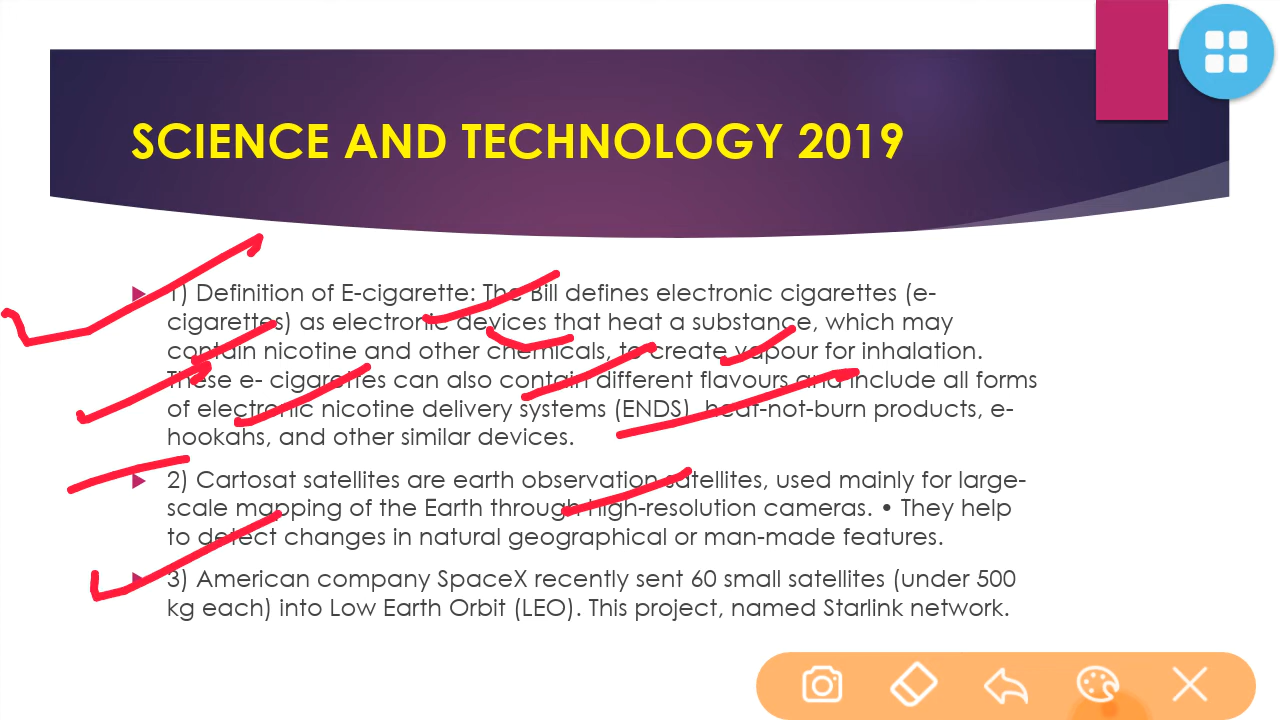 SCIENCE AND TECHNOLOGY 2019
1) Definition of E-cigarette: The Bill defines electronic cigarettes (e-
cigarettes) as electronic devices that heat a substance, which may
contain nicotine and other chemicals, to create vapour for inhalation.
These e- cigarettes can also contain different flavours and include all forms
of electronic nicotine delivery systems (ENDS), heat-not-burn products, e-
hookahs, and other similar devices.
2) Cartosat satellites are earth observation satellites, used mainly for large-
scale mapping of the Earth through high-resolution cameras. • They help
to detect changes in natural geographical or man-made features.
3) American company SpaceX recently sent 60 small satellites (under 500
kg each) into Low Earth Orbit (LEO). This project, named Starlink network.